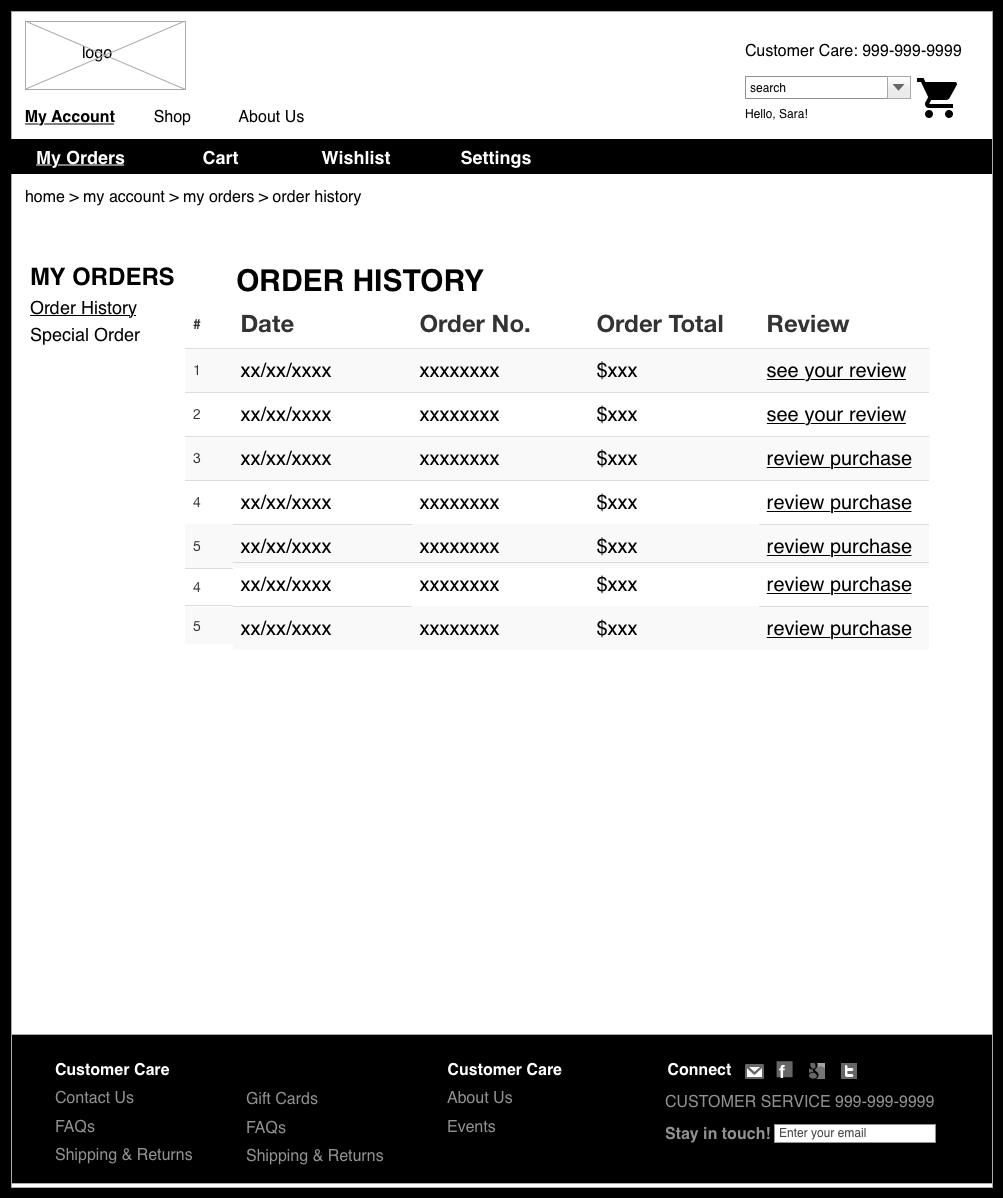 logo
Customer Care: 999-999-9999
search
Hello, Sara!
My Account Shop About Us
My Orders Cart Wishlist Settings
home > my account > my orders > order history
MY ORDERS
Order History
Special Order
ORDER HISTORY
# Date Order No. Order Total Review
1 xx/xx/xxxx xxxxxxxx $xxx see your review
2 xx/xx/xxxx xxxxxxxx $xxx see your review
3 xx/xx/xxxx xxxxxxxx $xxx review purchase
4 xx/xx/xxxx xxxxxxxx $xxx review purchase
5 xx/xx/xxxx xxxxxxxx $xxx review purchase
4 xx/xx/xxxx xxxxxxxx $xxx review purchase
5 xx/xx/xxxx xxxxxxxx $xxx review purchase
Customer Care
Contact Us
FAQs
Shipping & Returns
Gift Cards
FAQs
Shipping & Returns
Customer Care
About Us
Events
Connect
CUSTOMER SERVICE 999-999-9999
Stay in touch! Enter your email